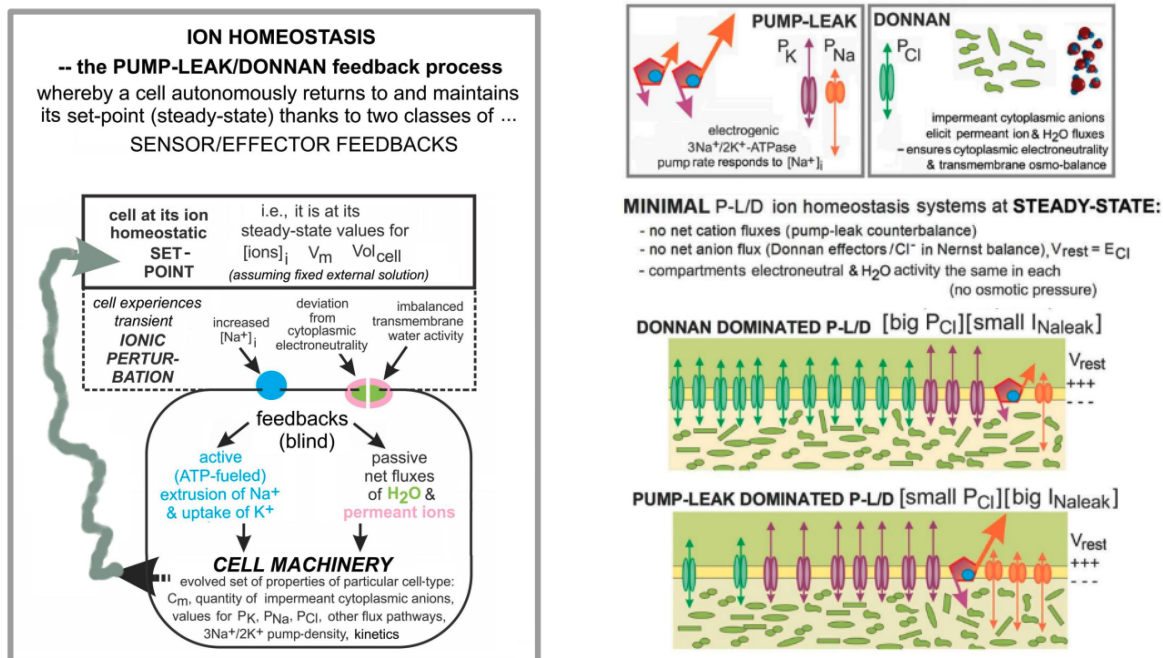 ION HOMEOSTASIS
-- the PUMP-LEAK/DONNAN feedback process
whereby a cell autonomously returns to and maintains
its set-point (steady-state) thanks to two classes of ...
SENSOR/EFFECTOR FEEDBACKS
cell at its ion
homeostatic
SET-
POINT
i.e., it is at its
steady-state values for
[ions]i Vm Volcell
(assuming fixed external solution)
cell experiences
transient
IONIC
PERTUR-
BATION
increased
[Na+]i
deviation
from
cytoplasmic
electroneutrality
imbalanced
transmembrane
water activity
feedbacks
(blind)
active
(ATP-fueled)
extrusion of Na+
& uptake of K+
passive
net fluxes
of H2O &
permeant ions
CELL MACHINERY
evolved set of properties of particular cell-type:
Cm, quantity of impermeant cytoplasmic anions,
values for PK, PNa, PCl, other flux pathways,
3Na+/2K+ pump-density, kinetics
PUMP-LEAK
PK PNa
electrogenic
3Na+/2K+-ATPase
pump rate responds to [Na+]i
DONNAN
PCl
impermeant cytoplasmic anions
elicit permeant ion & H2O fluxes
– ensures cytoplasmic electroneutrality
& transmembrane osmo-balance
MINIMAL P-L/D ion homeostasis systems at STEADY-STATE:
- no net cation fluxes (pump-leak counterbalance)
- no net anion flux (Donnan effectors/Cl- in Nernst balance), Vrest = ECl
- compartments electroneutral & H2O activity the same in each
(no osmotic pressure)
DONNAN DOMINATED P-L/D [big PCl][small INaleak]
Vrest
+++
- - -
PUMP-LEAK DOMINATED P-L/D [small PCl][big INaleak]
Vrest
+++
- - -